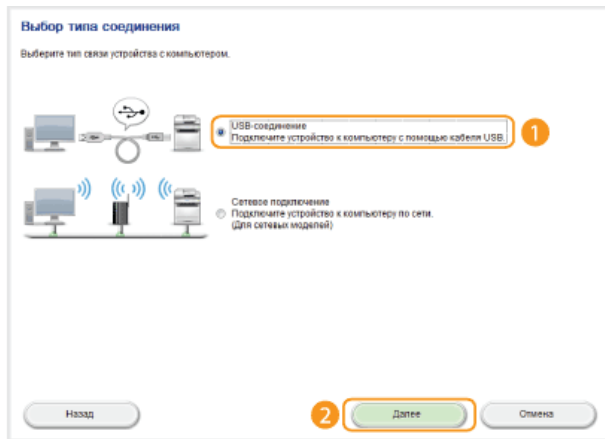 Выбор типа соединения
Выберите тип связи устройства с компьютером.
USB-соединение
Подключите устройство к компьютеру с помощью кабеля USB.
1
Сетевое подключение
Подключите устройство к компьютеру по сети.
(Для сетевых моделей)
Назад
2
Далее
Отмена